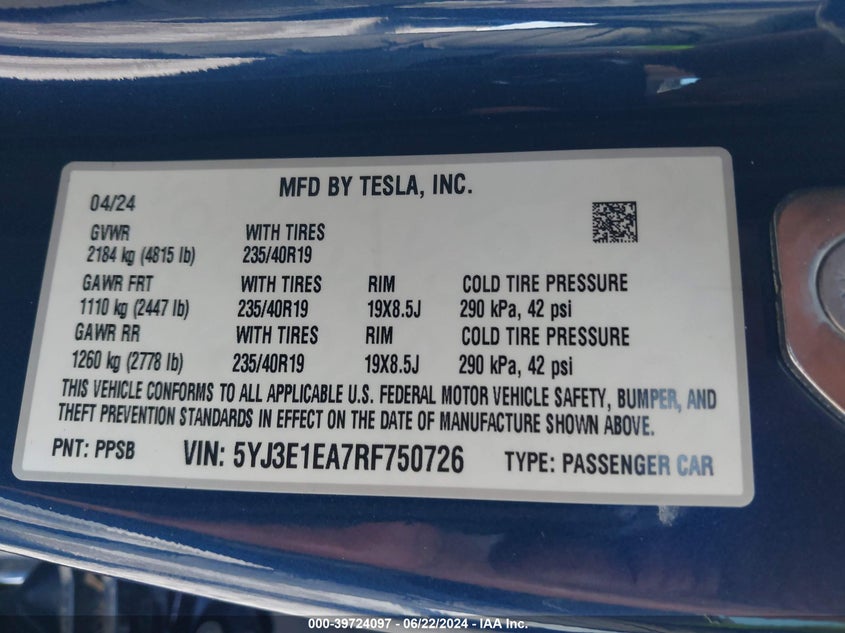 MFD BY TESLA, INC.
04/24
GVWR WITH TIRES
2184 kg (4815 lb) 235/40R19
GAWR FRT WITH TIRES RIM COLD TIRE PRESSURE
1110 kg (2447 lb) 235/40R19 19X8.5J 290 kPa, 42 psi
GAWR RR WITH TIRES RIM COLD TIRE PRESSURE
1260 kg (2778 lb) 235/40R19 19X8.5J 290 kPa, 42 psi
THIS VEHICLE CONFORMS TO ALL APPLICABLE U.S. FEDERAL MOTOR VEHICLE SAFETY, BUMPER, AND
THEFT PREVENTION STANDARDS IN EFFECT ON THE DATE OF MANUFACTURE SHOWN ABOVE.
PNT: PPSB VIN: 5YJ3E1EA7RF750726 TYPE: PASSENGER CAR
000-39724097 - 06/22/2024 - IAA Inc.